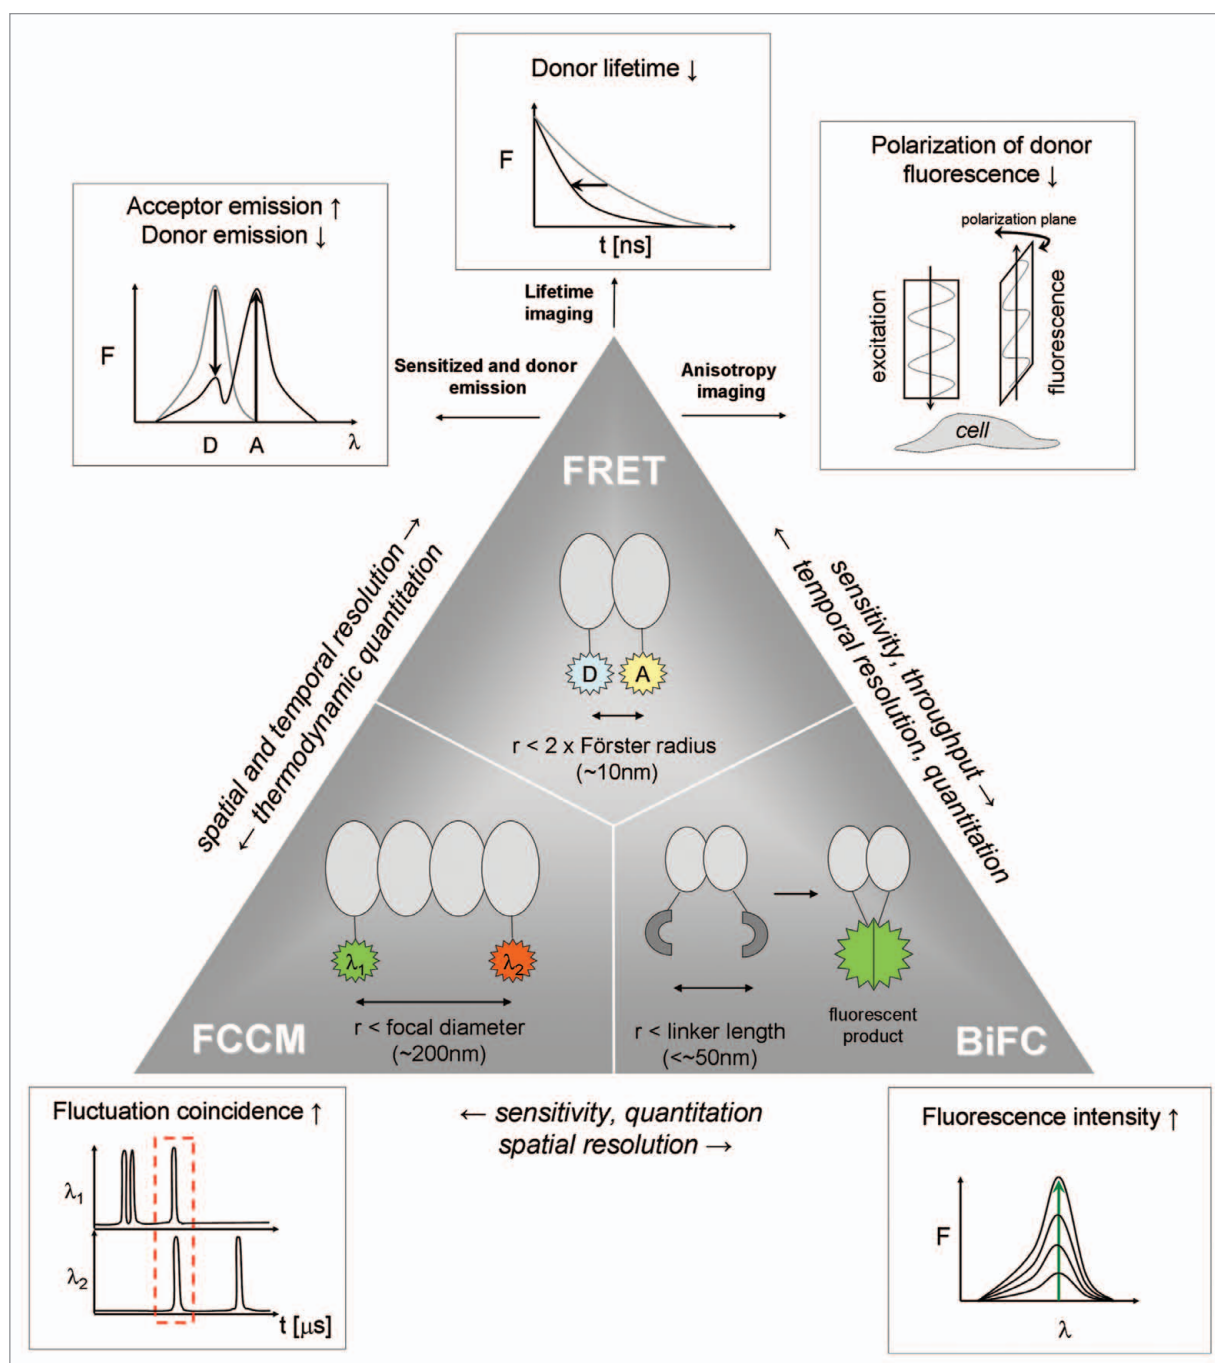 Donor lifetime ↓
F
t [ns]
Polarization of donor
fluorescence ↓
polarization plane
excitation
fluorescence
cell
Acceptor emission ↑
Donor emission ↓
F
D A λ
Lifetime
imaging
Sensitized and donor
emission
Anisotropy
imaging
FRET
D A
r < 2 x Förster radius
(~10nm)
spatial and temporal resolution →
← thermodynamic quantitation
sensitivity, throughput →
← temporal resolution, quantitation
λ1 λ2
r < focal diameter
(~200nm)
FCCM
r < linker length
(<~50nm)
fluorescent
product
BiFC
← sensitivity, quantitation
spatial resolution →
Fluctuation coincidence ↑
λ1
λ2
t [μs]
Fluorescence intensity ↑
F
λ